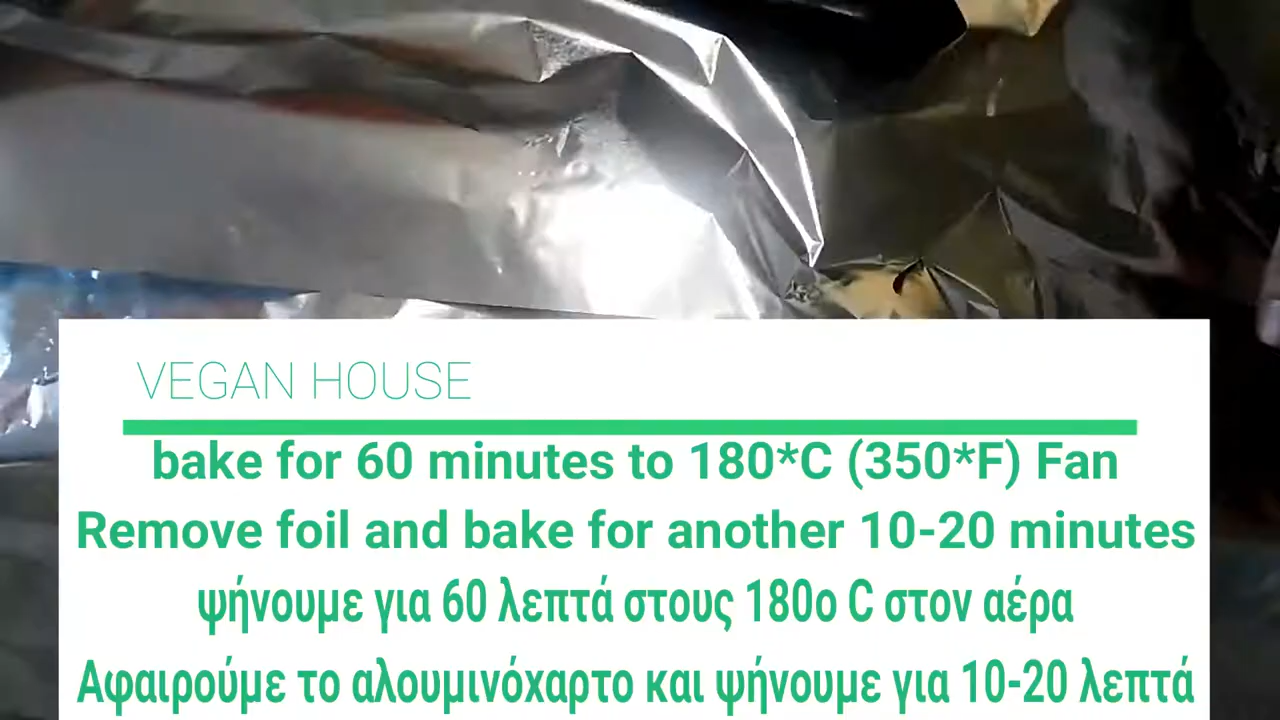 VEGAN HOUSE
bake for 60 minutes to 180*C (350*F) Fan
Remove foil and bake for another 10-20 minutes
ψήνουμε για 60 λεπτά στους 180o C στον αέρα
Αφαιρούμε το αλουμινόχαρτο και ψήνουμε για 10-20 λεπτά